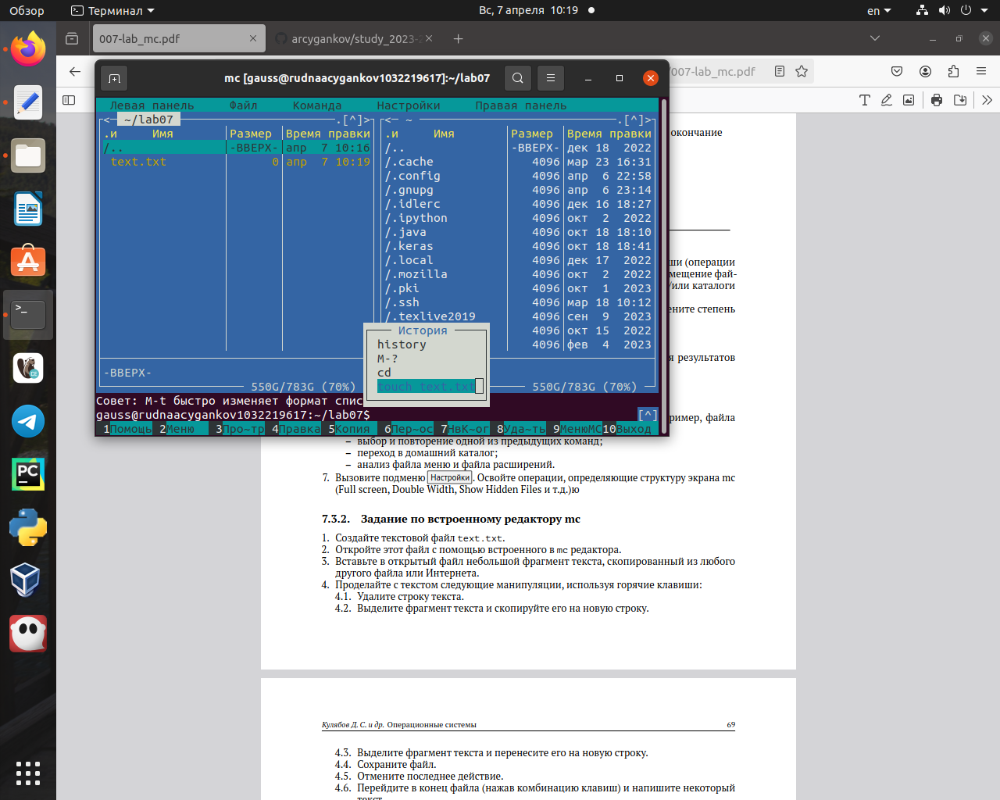 Обзор
Терминал
Вс, 7 апреля 10:19
en
007-lab_mc.pdf
arcygankov/study_2023-2
/007-lab_mc.pdf
mc [gauss@rudnaacygankov1032219617]:~/lab07
Левая панель Файл Команда Настройки Правая панель
<─ ~/lab07 .[^]>
.и Имя Размер Время правки
/.. -ВВЕРХ- апр 7 10:16
text.txt 0 апр 7 10:19
-ВВЕРХ-
550G/783G (70%)
<─ ~ .[^]>
.и Имя Размер Время правки
/.. -ВВЕРХ- дек 18 2022
/.cache 4096 мар 23 16:31
/.config 4096 апр 6 22:58
/.gnupg 4096 апр 6 23:14
/.idlerc 4096 дек 16 18:27
/.ipython 4096 окт 2 2022
/.java 4096 окт 18 18:10
/.keras 4096 окт 18 18:41
/.local 4096 дек 17 2022
/.mozilla 4096 окт 2 2022
/.pki 4096 окт 1 2023
/.ssh 4096 мар 18 10:12
/.texlive2019 4096 сен 9 2023
4096 окт 15 2022
4096 фев 4 2023
550G/783G (70%)
История
history
M-?
cd
touch text.txt
Совет: M-t быстро изменяет формат спис
gauss@rudnaacygankov1032219617:~/lab07$ [^]
1Помощь 2Меню 3Про~тр 4Правка 5Копия 6Пер~ос 7НвК~ог 8Уда~ть 9МенюMC 10Выход
окончание
ши (операции
мещение фай-
/или каталоги
ените степень
я результатов
ример, файла
– выбор и повторение одной из предыдущих команд;
– переход в домашний каталог;
– анализ файла меню и файла расширений.
7. Вызовите подменю Настройки. Освойте операции, определяющие структуру экрана mc
(Full screen, Double Width, Show Hidden Files и т.д.)ю
7.3.2. Задание по встроенному редактору mc
1. Создайте текстовой файл text.txt.
2. Откройте этот файл с помощью встроенного в mc редактора.
3. Вставьте в открытый файл небольшой фрагмент текста, скопированный из любого
другого файла или Интернета.
4. Проделайте с текстом следующие манипуляции, используя горячие клавиши:
4.1. Удалите строку текста.
4.2. Выделите фрагмент текста и скопируйте его на новую строку.
Кулябов Д. С. и др. Операционные системы 69
4.3. Выделите фрагмент текста и перенесите его на новую строку.
4.4. Сохраните файл.
4.5. Отмените последнее действие.
4.6. Перейдите в конец файла (нажав комбинацию клавиш) и напишите некоторый
текст.